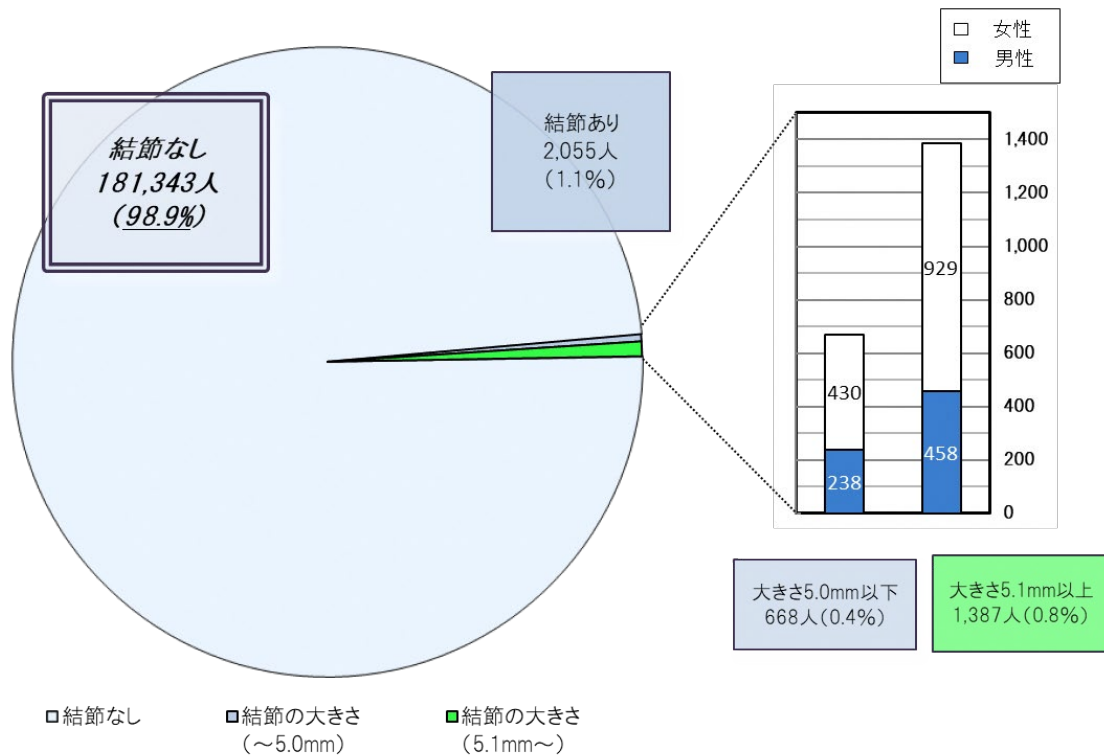 女性
男性
結節なし
181,343人
(98.9%)
結節あり
2,055人
(1.1%)
1,400
1,200
1,000
800
600
400
200
0
929
430
458
238
大きさ5.0mm以下
668人(0.4%)
大きさ5.1mm以上
1,387人(0.8%)
結節なし
結節の大きさ
(～5.0mm)
結節の大きさ
(5.1mm～)